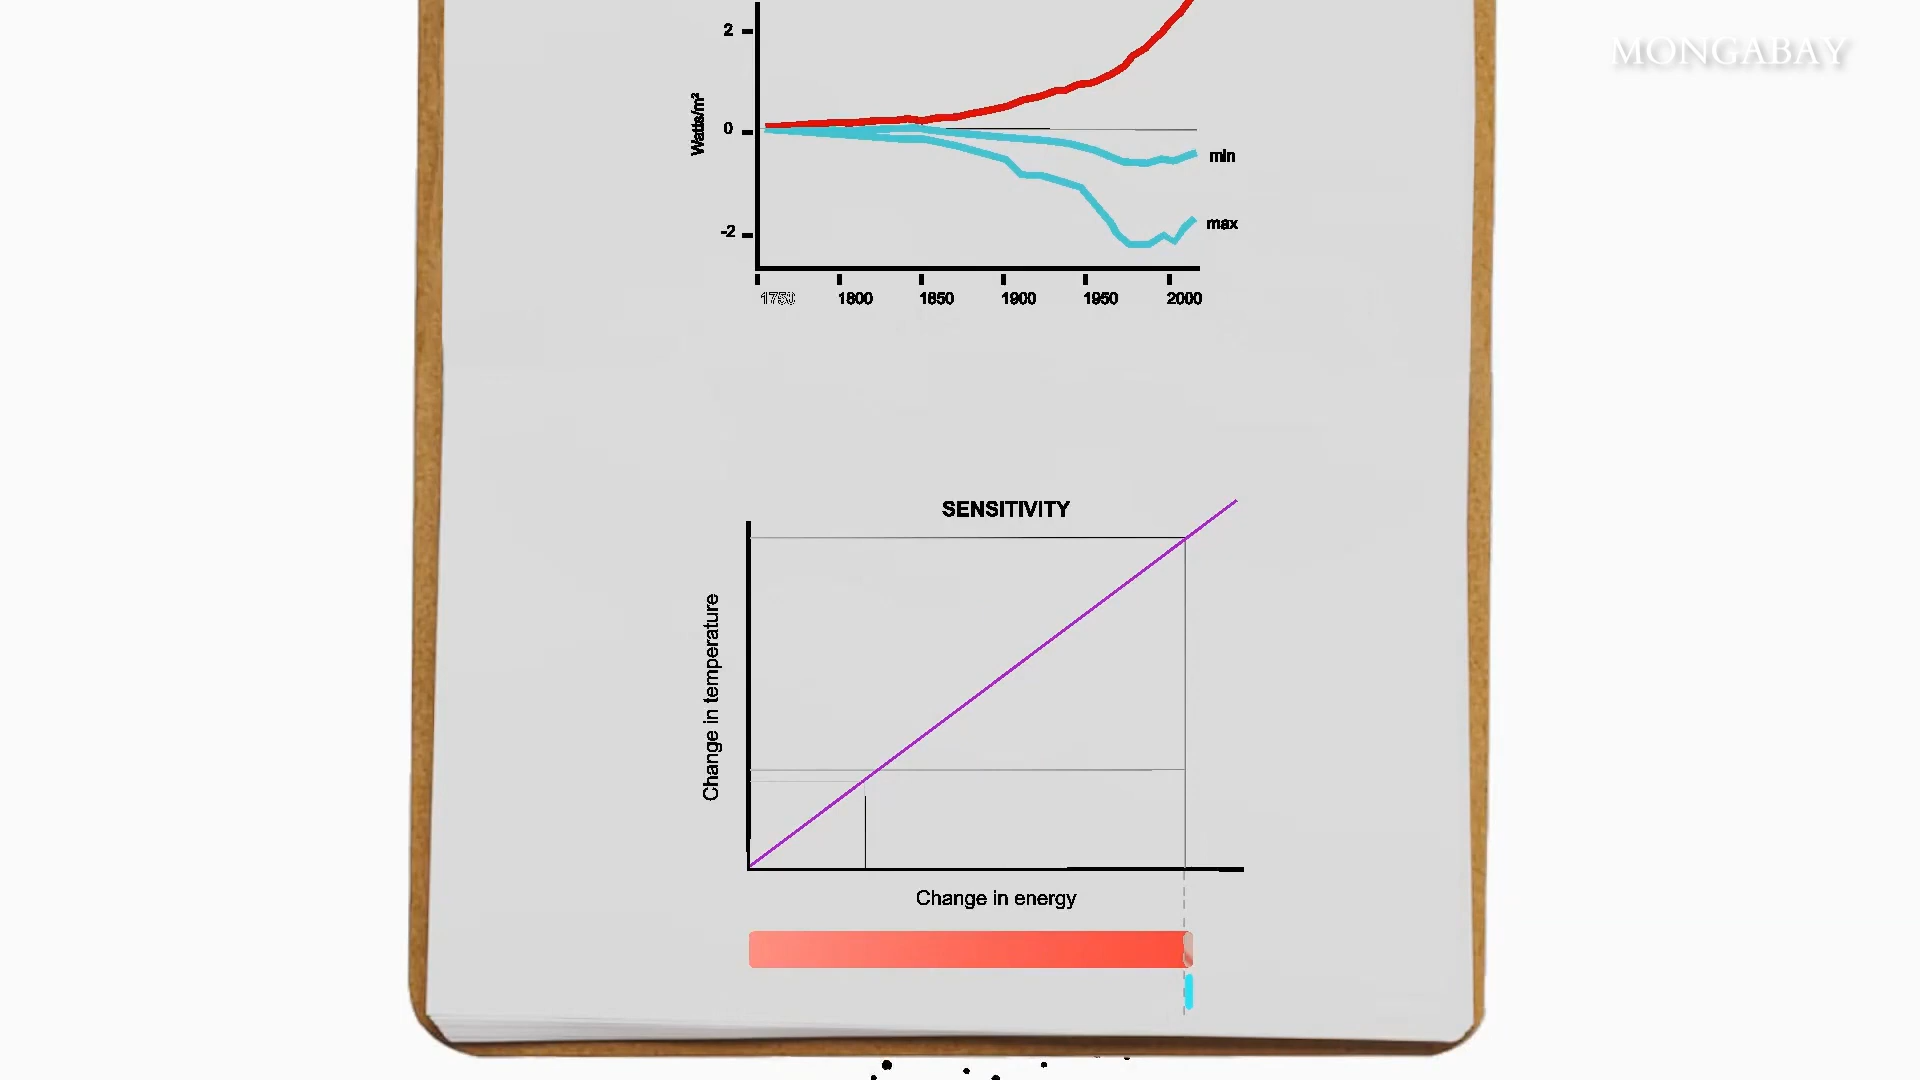 MONGABAY
2
0
-2
Watts/m²
min
max
1750
1800
1850
1900
1950
2000
SENSITIVITY
Change in temperature
Change in energy